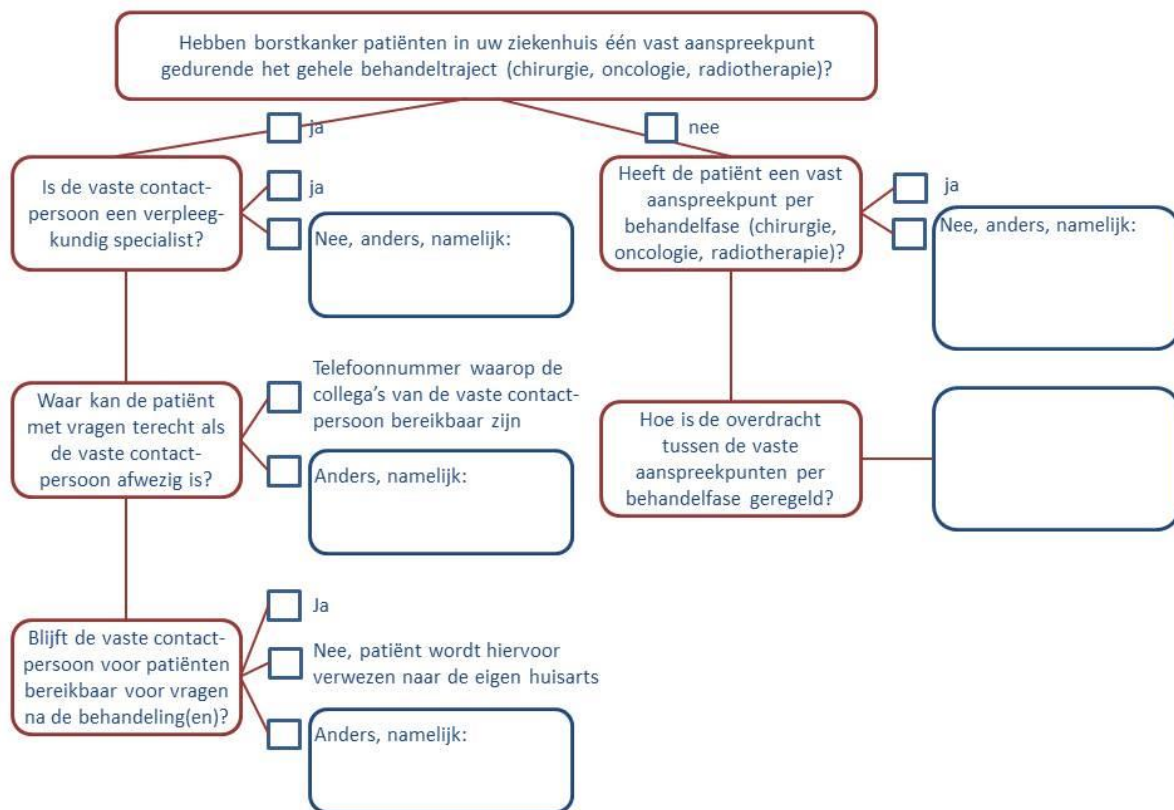 Hebben borstkanker patiënten in uw ziekenhuis één vast aanspreekpunt
gedurende het gehele behandeltraject (chirurgie, oncologie, radiotherapie)?
ja
nee
Is de vaste contact-
persoon een verpleeg-
kundig specialist?
ja
Nee, anders, namelijk:
Heeft de patiënt een vast
aanspreekpunt per
behandelfase (chirurgie,
oncologie, radiotherapie)?
ja
Nee, anders, namelijk:
Waar kan de patiënt
met vragen terecht als
de vaste contact-
persoon afwezig is?
Telefoonnummer waarop de
collega's van de vaste contact-
persoon bereikbaar zijn
Anders, namelijk:
Hoe is de overdracht
tussen de vaste
aanspreekpunten per
behandelfase geregeld?
Blijft de vaste contact-
persoon voor patiënten
bereikbaar voor vragen
na de behandeling(en)?
Ja
Nee, patiënt wordt hiervoor
verwezen naar de eigen huisarts
Anders, namelijk: